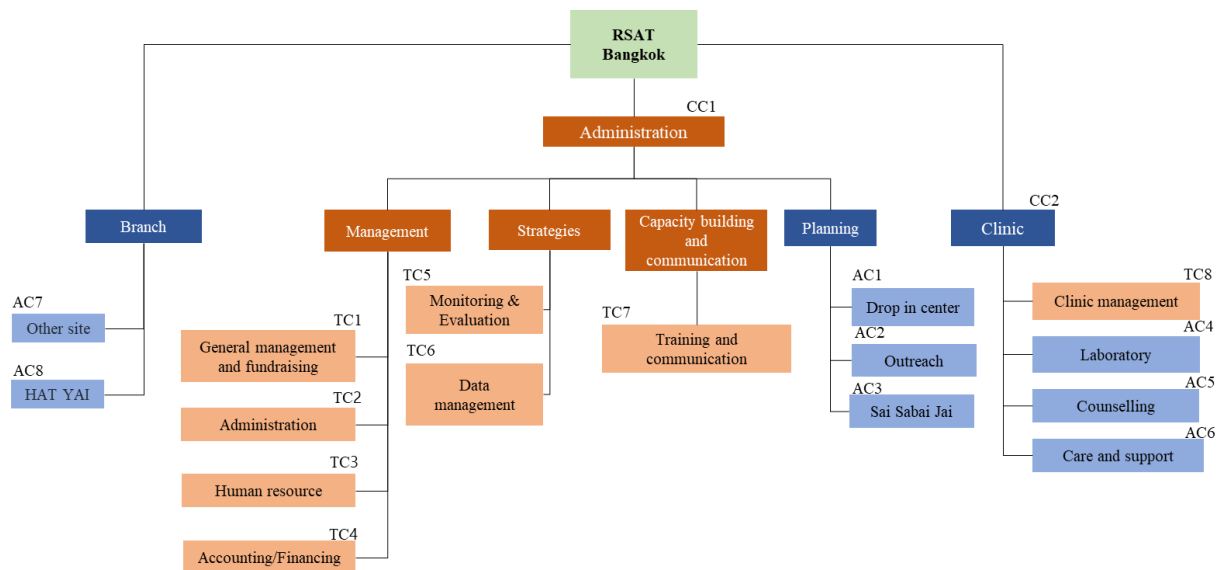 RSAT
Bangkok
CC1
Administration
Branch
Management
Strategies
Capacity building
and
communication
Planning
CC2
Clinic
AC7
Other site
AC8
HAT YAI
TC1
General management
and fundraising
TC2
Administration
TC3
Human resource
TC4
Accounting/Financing
TC5
Monitoring &
Evaluation
TC6
Data
management
TC7
Training and
communication
AC1
Drop in center
AC2
Outreach
AC3
Sai Sabai Jai
TC8
Clinic management
AC4
Laboratory
AC5
Counselling
AC6
Care and support